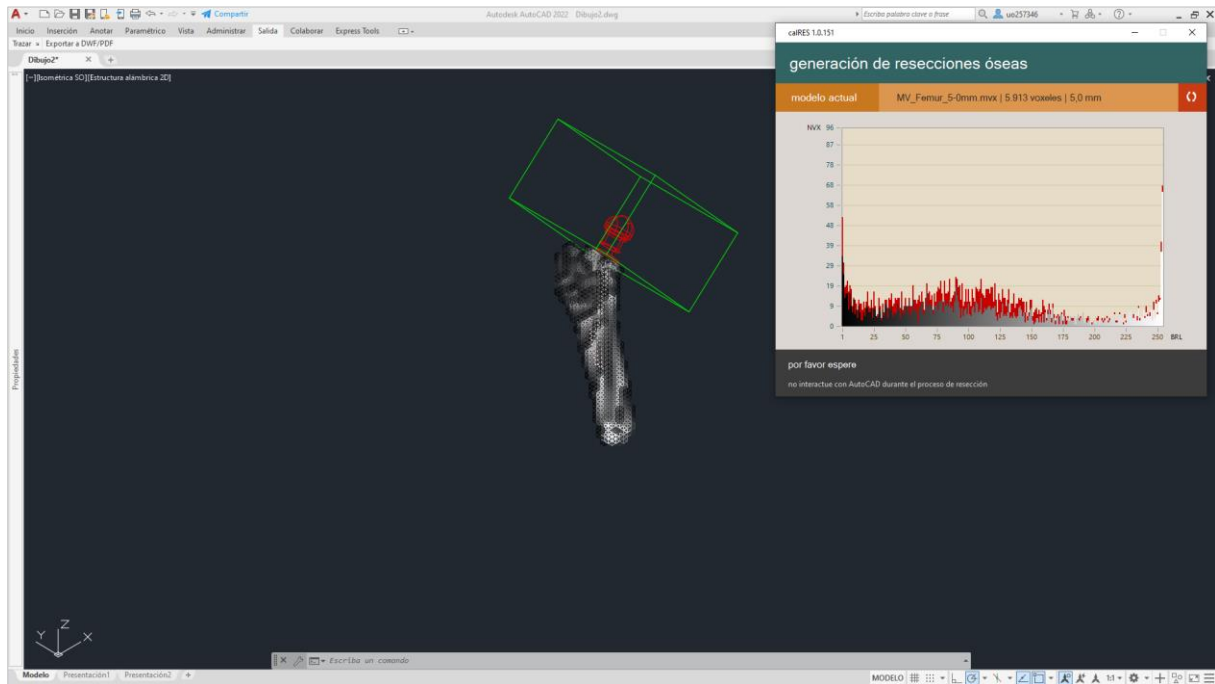 A Compartir Autodesk AutoCAD 2022 Dibujo2.dwg Escriba palabra clave o frase uo257346
Inicio Inserción Anotar Paramétrico Vista Administrar Salida Colaborar Express Tools
Trazar Exportar a DWF/PDF
Dibujo2*
[−][Isométrica SO][Estructura alámbrica 2D]
calRES 1.0.151
generación de resecciones óseas
modelo actual MV_Femur_5-0mm.mvx | 5.913 voxeles | 5,0 mm
NVX 96
87
78
68
58
48
39
29
19
9
0
1 25 50 75 100 125 150 175 200 225 250 BRL
por favor espere
no interactue con AutoCAD durante el proceso de resección
Propiedades
Z
Y X
Escriba un comando
Modelo Presentación1 Presentación2 +
MODELO 1:1